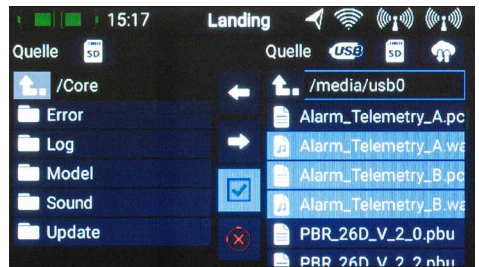 15:17 Landing
Quelle SD
Quelle USB SD
/Core
/media/usb0
Error
Log
Model
Sound
Update
Alarm_Telemetry_A.pc
Alarm_Telemetry_A.wa
Alarm_Telemetry_B.pc
Alarm_Telemetry_B.wa
PBR_26D_V_2_0.pbu
PBR_26D_V_2_2.pbu